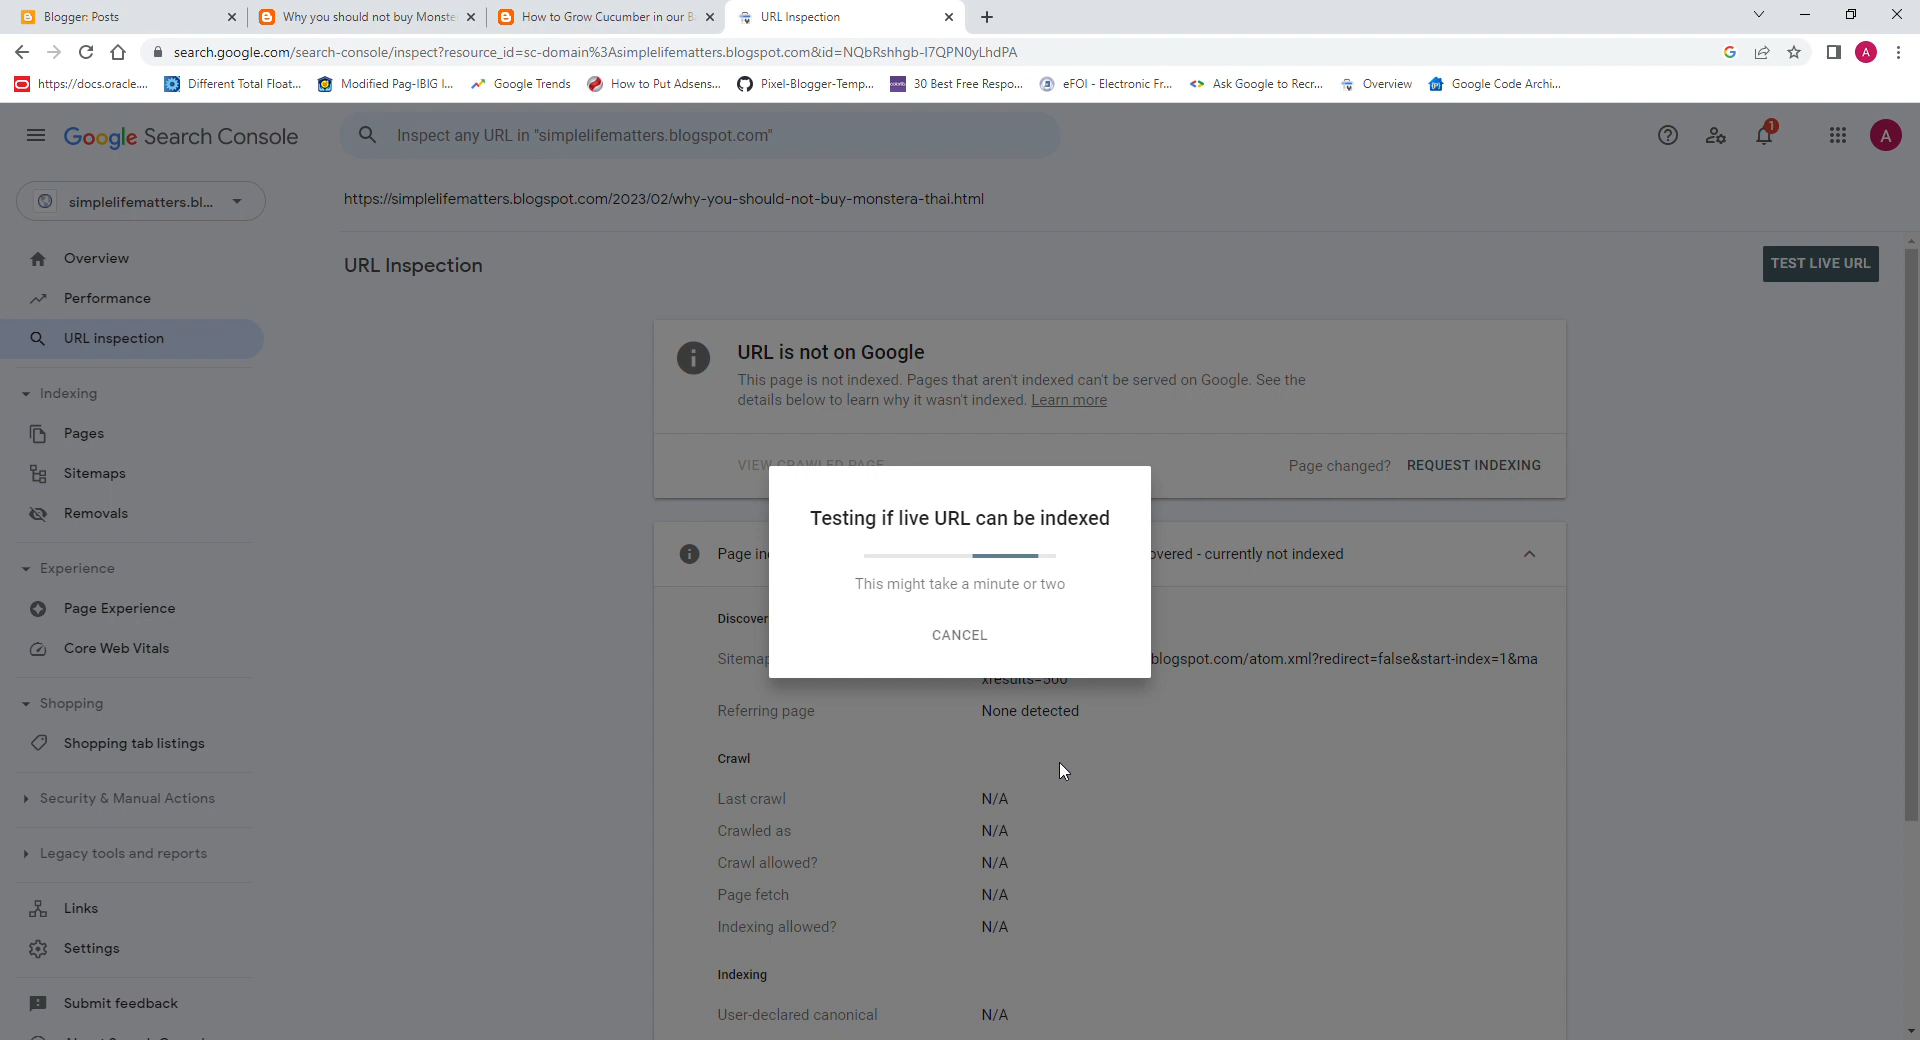 Blogger: Posts
Why you should not buy Monste
How to Grow Cucumber in our B
URL Inspection
search.google.com/search-console/inspect?resource_id=sc-domain%3Asimplelifematters.blogspot.com&id=NQbRshhgb-I7QPN0yLhdPA
A
https://docs.oracle....
Different Total Float...
Modified Pag-IBIG I...
Google Trends
How to Put Adsens...
Pixel-Blogger-Temp...
30 Best Free Respo...
eFOI - Electronic Fr...
Ask Google to Recr...
Overview
Google Code Archi...
Google Search Console
Inspect any URL in "simplelifematters.blogspot.com"
1
A
simplelifematters.bl...
https://simplelifematters.blogspot.com/2023/02/why-you-should-not-buy-monstera-thai.html
Overview
Performance
URL inspection
Indexing
Pages
Sitemaps
Removals
Experience
Page Experience
Core Web Vitals
Shopping
Shopping tab listings
Security & Manual Actions
Legacy tools and reports
Links
Settings
Submit feedback
URL Inspection
TEST LIVE URL
URL is not on Google
This page is not indexed. Pages that aren't indexed can't be served on Google. See the
details below to learn why it wasn't indexed. Learn more
VIEW CRAWLED PAGE
Page changed? REQUEST INDEXING
Testing if live URL can be indexed
This might take a minute or two
CANCEL
Page in
overed - currently not indexed
Discover
Sitemap
blogspot.com/atom.xml?redirect=false&start-index=1&ma
xresults=500
Referring page None detected
Crawl
Last crawl N/A
Crawled as N/A
Crawl allowed? N/A
Page fetch N/A
Indexing allowed? N/A
Indexing
User-declared canonical N/A